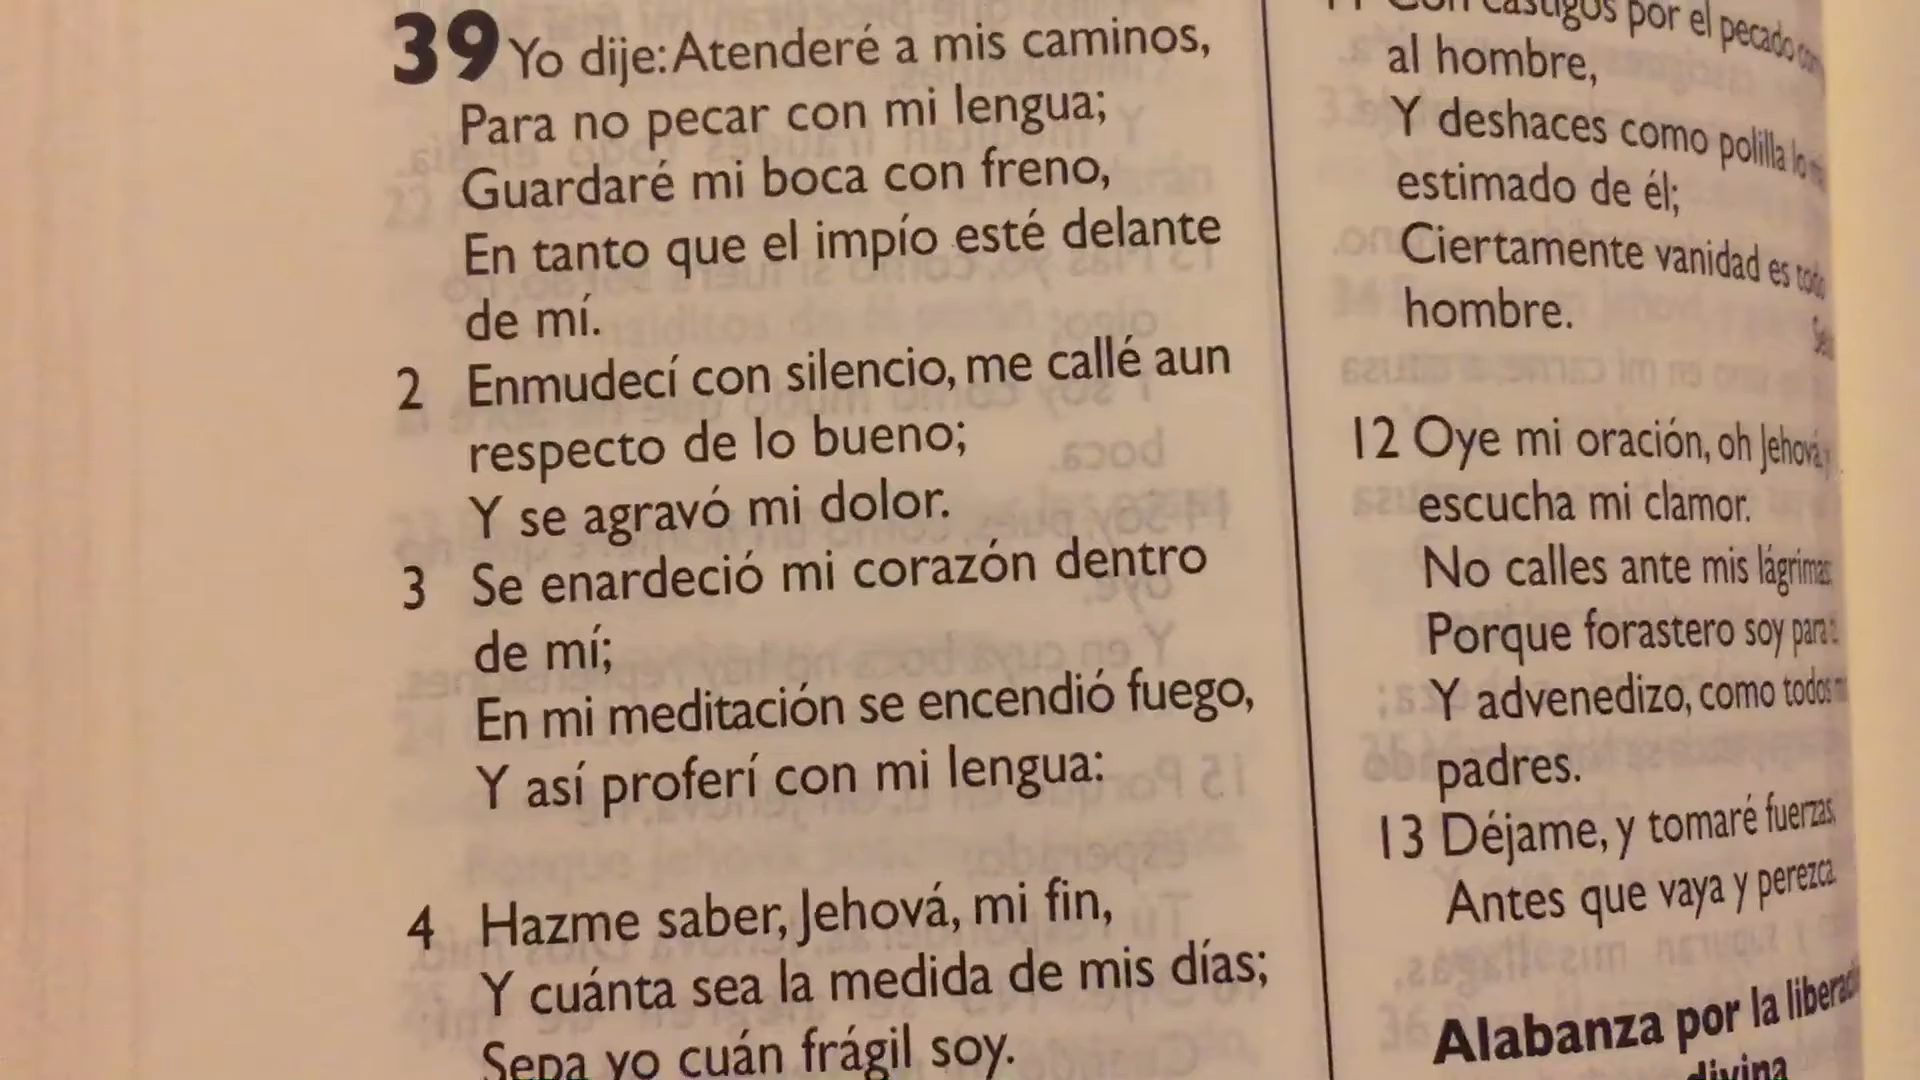 39 Yo dije: Atenderé a mis caminos,
Para no pecar con mi lengua;
Guardaré mi boca con freno,
En tanto que el impío esté delante
de mí.
2 Enmudecí con silencio, me callé aun
respecto de lo bueno;
Y se agravó mi dolor.
3 Se enardeció mi corazón dentro
de mí;
En mi meditación se encendió fuego,
Y así proferí con mi lengua:
4 Hazme saber, Jehová, mi fin,
Y cuánta sea la medida de mis días;
Sepa yo cuán frágil soy.
castigos por el pecado
al hombre,
Y deshaces como polilla lo
estimado de él;
Ciertamente vanidad es todo
hombre.
12 Oye mi oración, oh Jehová, y
escucha mi clamor.
No calles ante mis lágrimas
Porque forastero soy para
Y advenedizo, como todos
padres.
13 Déjame, y tomaré fuerzas,
Antes que vaya y perezca.
Alabanza por la
divina